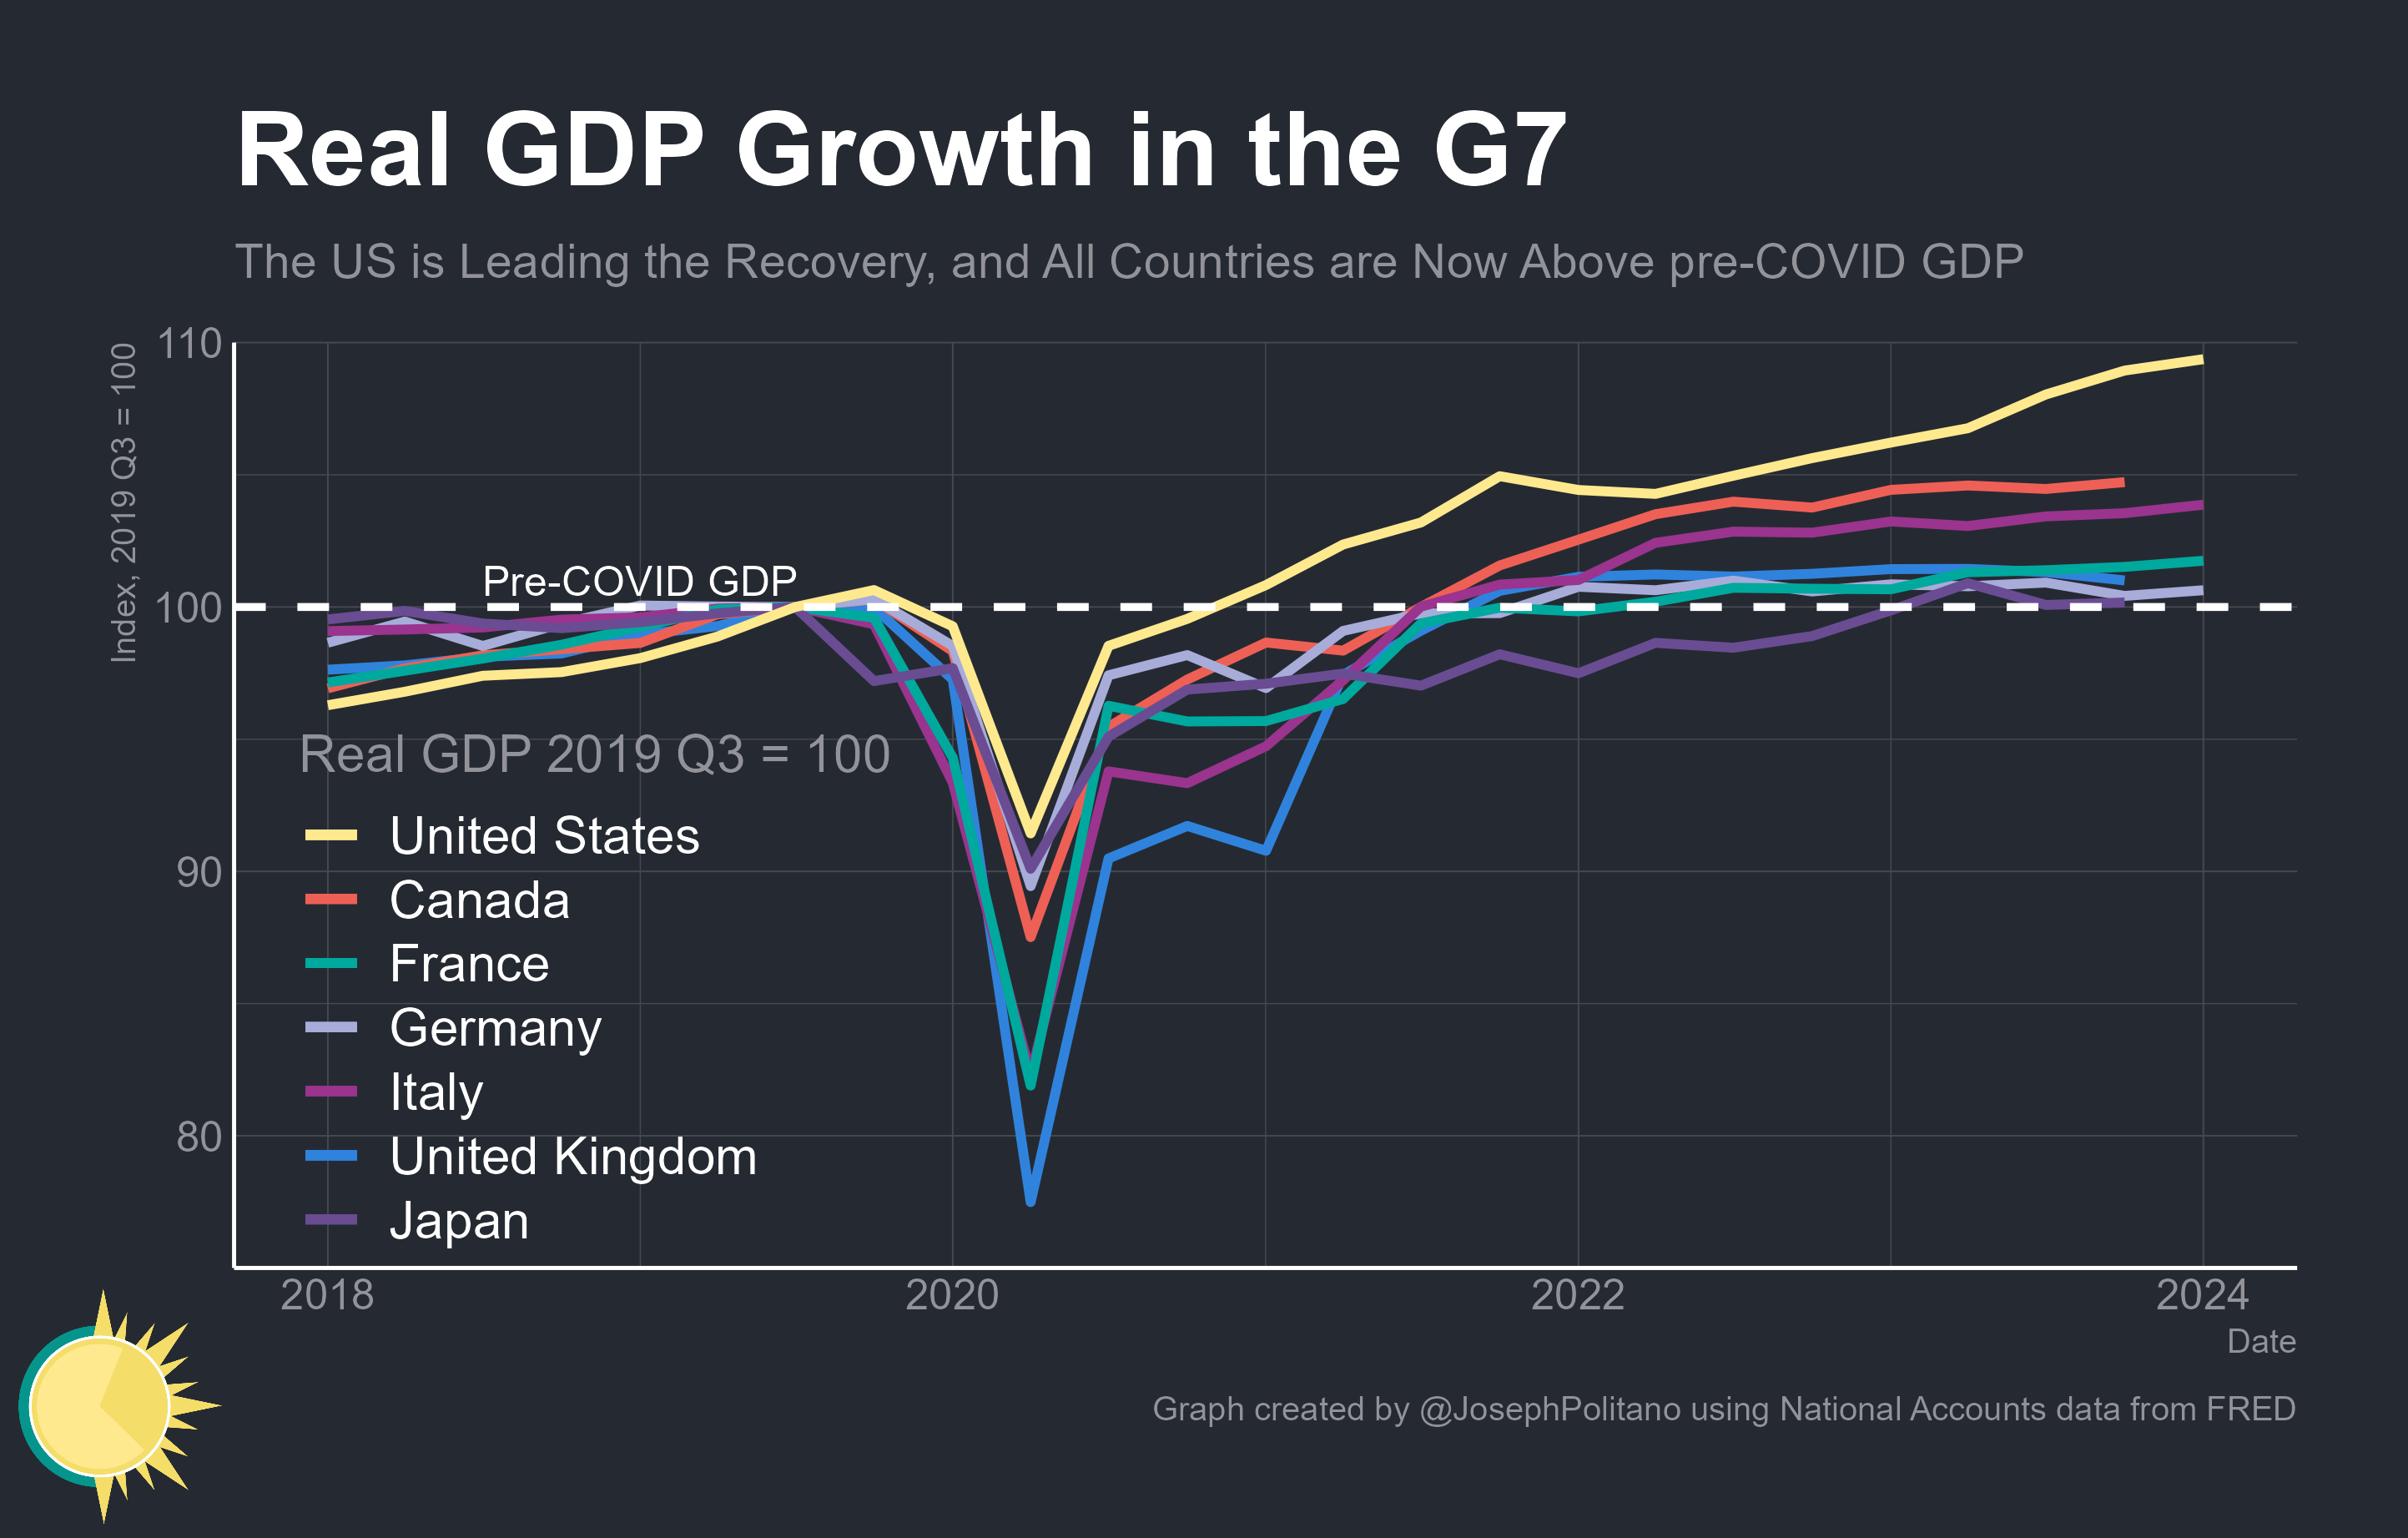 Real GDP Growth in the G7
The US is Leading the Recovery, and All Countries are Now Above pre-COVID GDP
Index, 2019 Q3 = 100
110
100
90
80
Pre-COVID GDP
Real GDP 2019 Q3 = 100
United States
Canada
France
Germany
Italy
United Kingdom
Japan
2018
2020
2022
2024
Date
Graph created by @JosephPolitano using National Accounts data from FRED